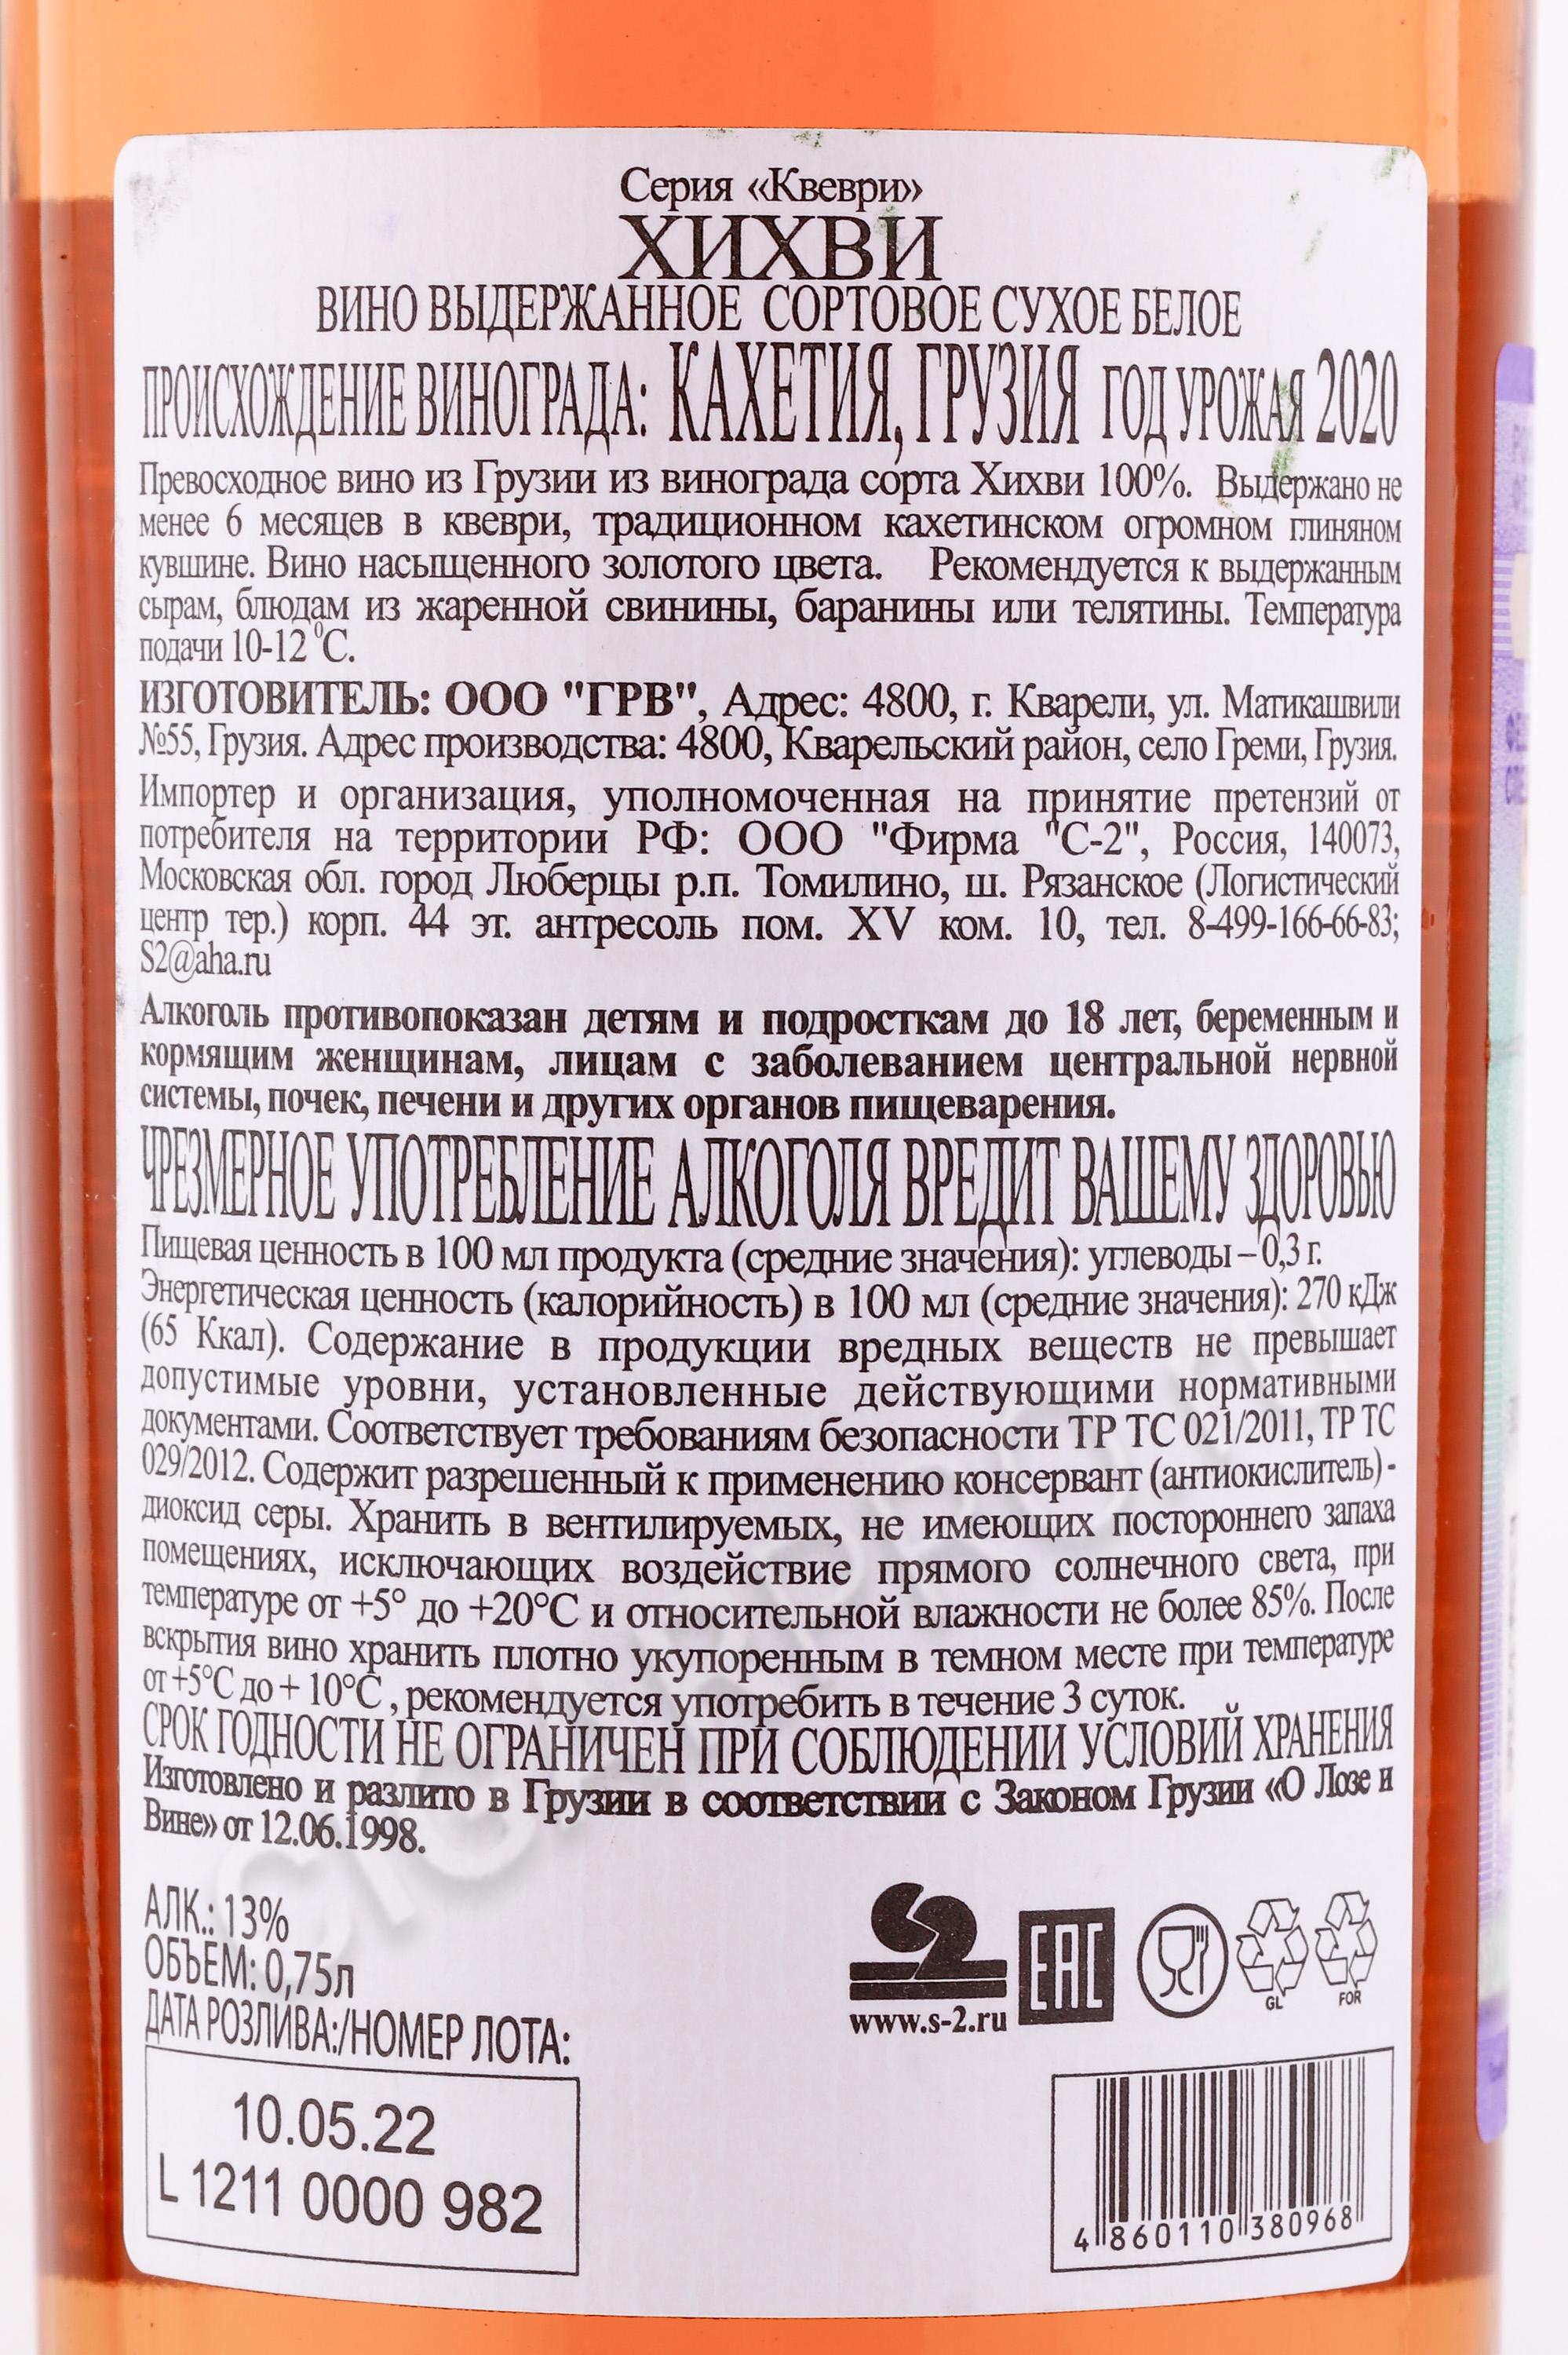 Серия «Квеври»
ХИХВИ
ВИНО ВЫДЕРЖАННОЕ СОРТОВОЕ СУХОЕ БЕЛОЕ
ПРОИСХОЖДЕНИЕ ВИНОГРАДА: КАХЕТИЯ, ГРУЗИЯ ГОД УРОЖАЯ 2020
Превосходное вино из Грузии из винограда сорта Хихви 100%. Выдержано не
менее 6 месяцев в квеври, традиционном кахетинском огромном глиняном
кувшине. Вино насыщенного золотого цвета. Рекомендуется к выдержанным
сырам, блюдам из жаренной свинины, баранины или телятины. Температура
подачи 10-12 °С.
ИЗГОТОВИТЕЛЬ: ООО "ГРВ", Адрес: 4800, г. Кварели, ул. Матикашвили
№55, Грузия. Адрес производства: 4800, Кварельский район, село Греми, Грузия.
Импортер и организация, уполномоченная на принятие претензий от
потребителя на территории РФ: ООО "Фирма "С-2", Россия, 140073,
Московская обл. город Люберцы р.п. Томилино, ш. Рязанское (Логистический
центр тер.) корп. 44 эт. антресоль пом. XV ком. 10, тел. 8-499-166-66-83;
S2@aha.ru
Алкоголь противопоказан детям и подросткам до 18 лет, беременным и
кормящим женщинам, лицам с заболеванием центральной нервной
системы, почек, печени и других органов пищеварения.
ЧРЕЗМЕРНОЕ УПОТРЕБЛЕНИЕ АЛКОГОЛЯ ВРЕДИТ ВАШЕМУ ЗДОРОВЬЮ
Пищевая ценность в 100 мл продукта (средние значения): углеводы – 0,3 г.
Энергетическая ценность (калорийность) в 100 мл (средние значения): 270 кДж
(65 Ккал). Содержание в продукции вредных веществ не превышает
допустимые уровни, установленные действующими нормативными
документами. Соответствует требованиям безопасности ТР ТС 021/2011, ТР ТС
029/2012. Содержит разрешенный к применению консервант (антиокислитель) -
диоксид серы. Хранить в вентилируемых, не имеющих постороннего запаха
помещениях, исключающих воздействие прямого солнечного света, при
температуре от +5° до +20°С и относительной влажности не более 85%. После
вскрытия вино хранить плотно укупоренным в темном месте при температуре
от +5°С до + 10°С , рекомендуется употребить в течение 3 суток.
СРОК ГОДНОСТИ НЕ ОГРАНИЧЕН ПРИ СОБЛЮДЕНИИ УСЛОВИЙ ХРАНЕНИЯ
Изготовлено и разлито в Грузии в соответствии с Законом Грузии «О Лозе и
Вине» от 12.06.1998.
АЛК.: 13%
ОБЪЕМ: 0,75л
ДАТА РОЗЛИВА:/НОМЕР ЛОТА:
10.05.22
L 1211 0000 982
www.s-2.ru
EAC
GL
FOR
4 860110 380968